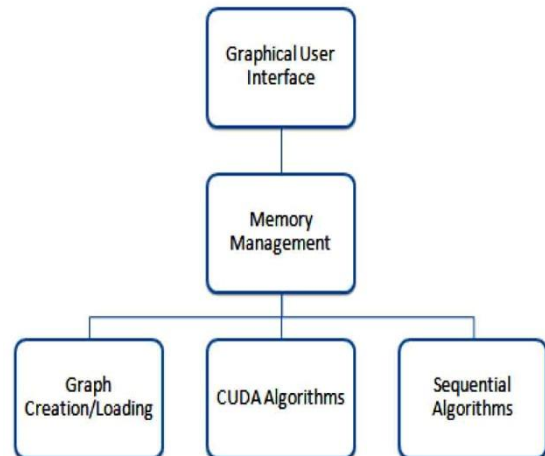 Graphical User
Interface
Memory
Management
Graph
Creation/Loading
CUDA Algorithms
Sequential
Algorithms